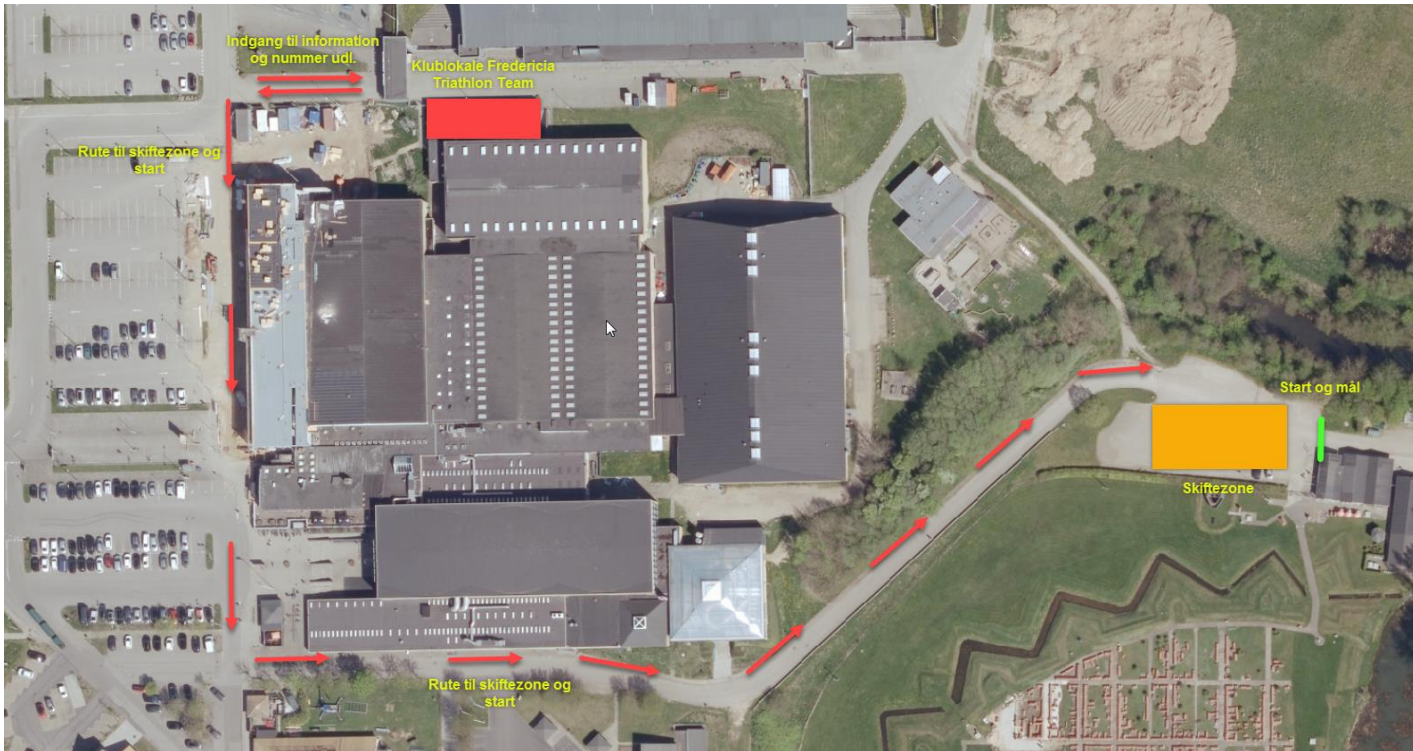 Indgang til information
og nummer udl.
Klublokale Fredericia
Triathlon Team
Rute til skiftezone og
start
Start og mål
Skiftezone
Rute til skiftezone og
start